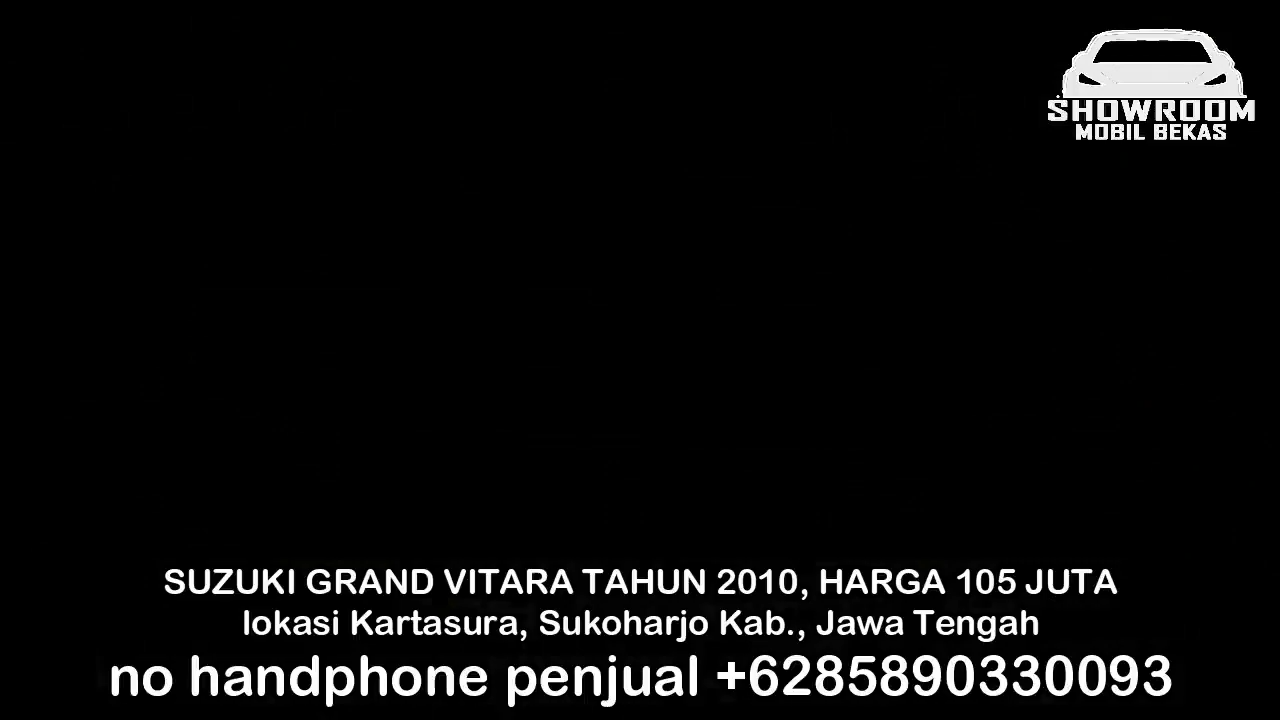 SHOWROOM
MOBIL BEKAS
SUZUKI GRAND VITARA TAHUN 2010, HARGA 105 JUTA
lokasi Kartasura, Sukoharjo Kab., Jawa Tengah
no handphone penjual +6285890330093